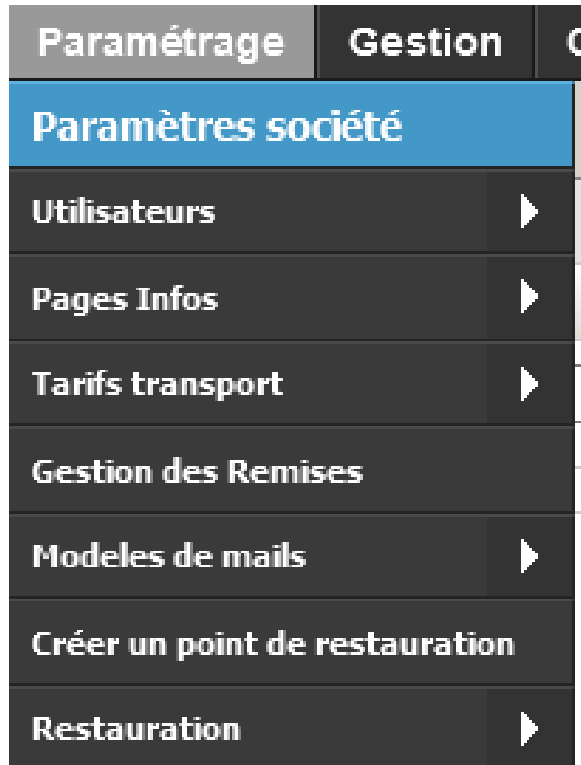 Paramétrage Gestion
Paramètres société
Utilisateurs
Pages Infos
Tarifs transport
Gestion des Remises
Modeles de mails
Créer un point de restauration
Restauration